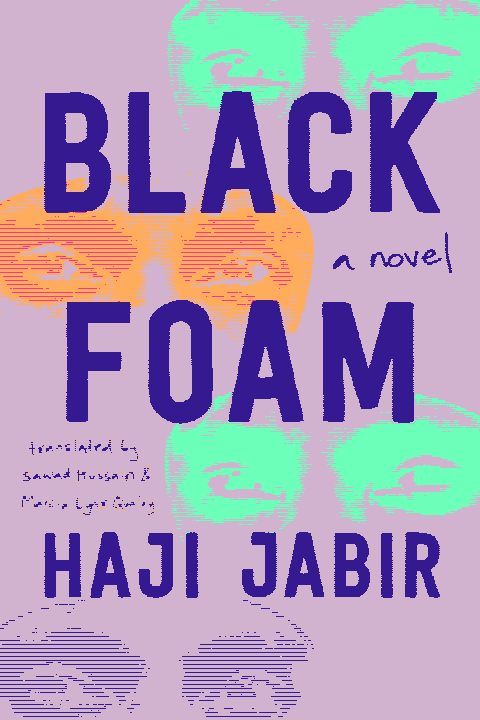 BLACK
a novel
FOAM
translated by
Sawad Hussain &
Marcia Lynx Qualey
HAJI JABIR